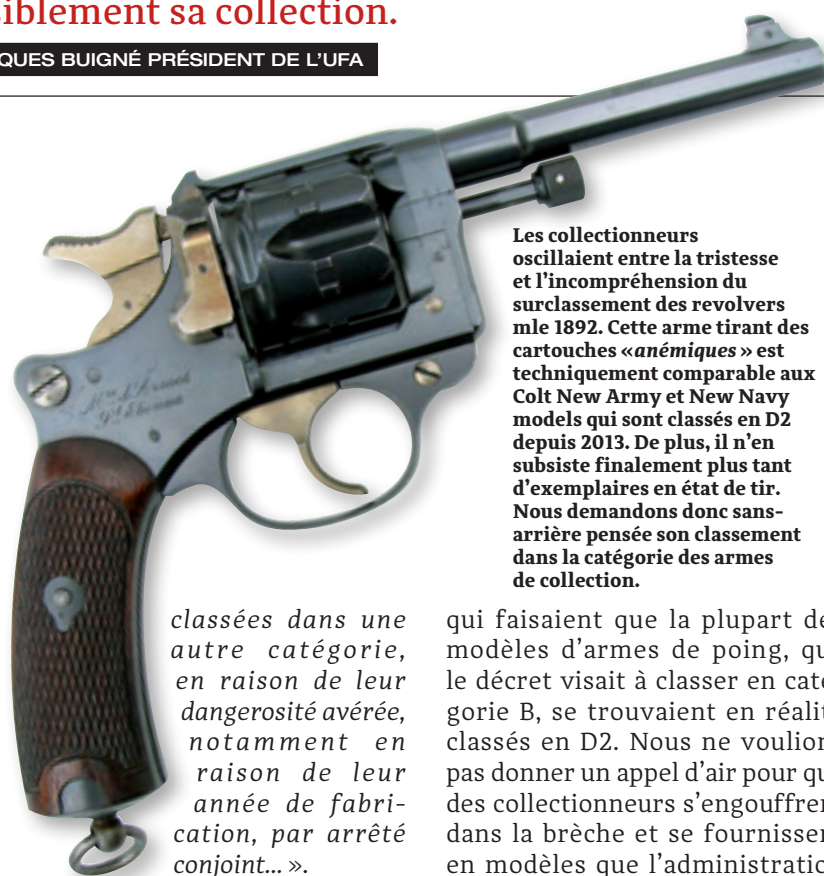 siblement sa collection.
QUES BUIGNÉ PRÉSIDENT DE L'UFA
Les collectionneurs
oscillaient entre la tristesse
et l'incompréhension du
surclassement des revolvers
mle 1892. Cette arme tirant des
cartouches «anémiques» est
techniquement comparable aux
Colt New Army et New Navy
models qui sont classés en D2
depuis 2013. De plus, il n'en
subsiste finalement plus tant
d'exemplaires en état de tir.
Nous demandons donc sans-
arrière pensée son classement
dans la catégorie des armes
de collection.
classées dans une
autre catégorie,
en raison de leur
dangerosité avérée,
notamment en
raison de leur
année de fabri-
cation, par arrêté
conjoint... ».
qui faisaient que la plupart de
modèles d'armes de poing, qu
le décret visait à classer en caté
gorie B, se trouvaient en réalit
classés en D2. Nous ne voulion
pas donner un appel d'air pour qu
des collectionneurs s'engouffren
dans la brèche et se fournissen
en modèles que l'administratio